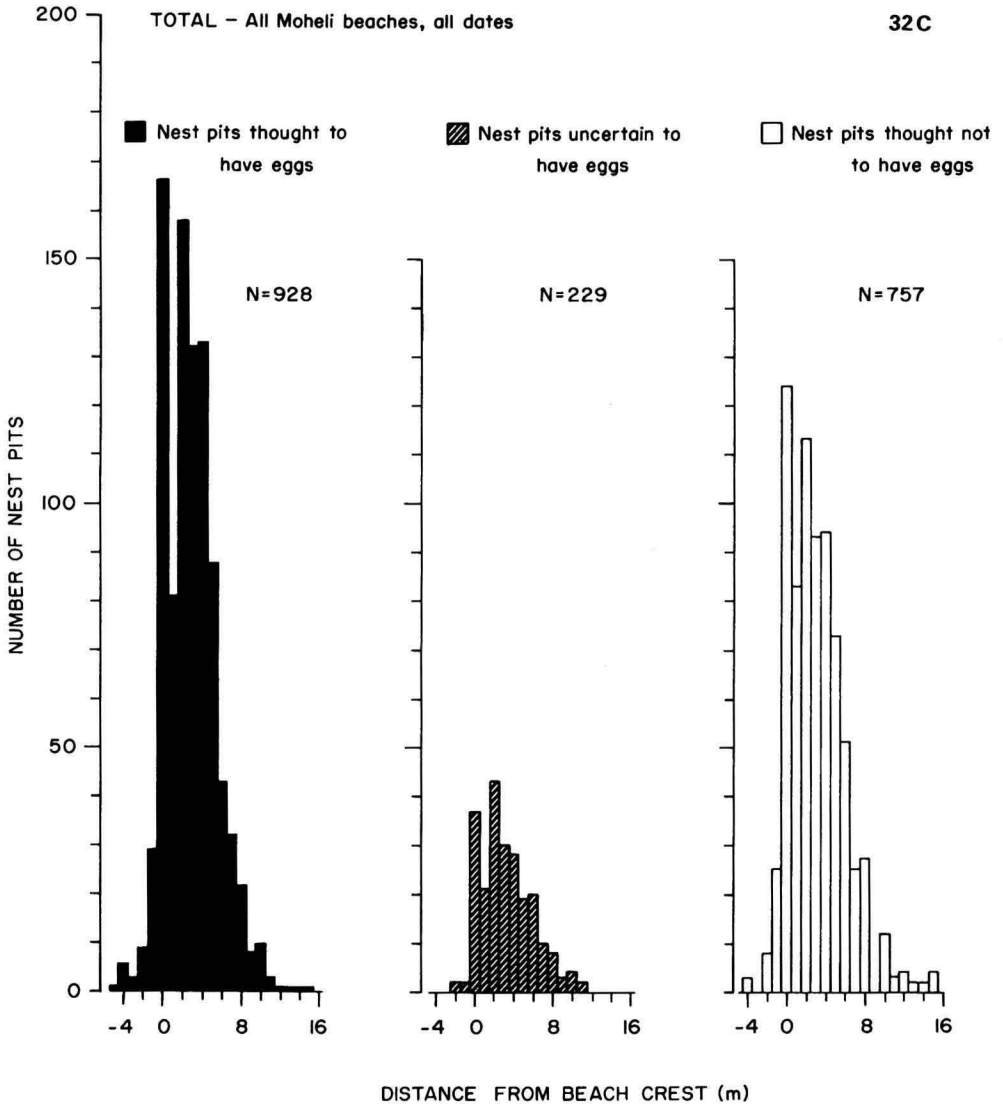 TOTAL – All Moheli beaches, all dates
32C
Nest pits thought to
have eggs
Nest pits uncertain to
have eggs
Nest pits thought not
to have eggs
N=928
N=229
N=757
NUMBER OF NEST PITS
200
150
100
50
0
-4 0 8 16
-4 0 8 16
-4 0 8 16
DISTANCE FROM BEACH CREST (m)